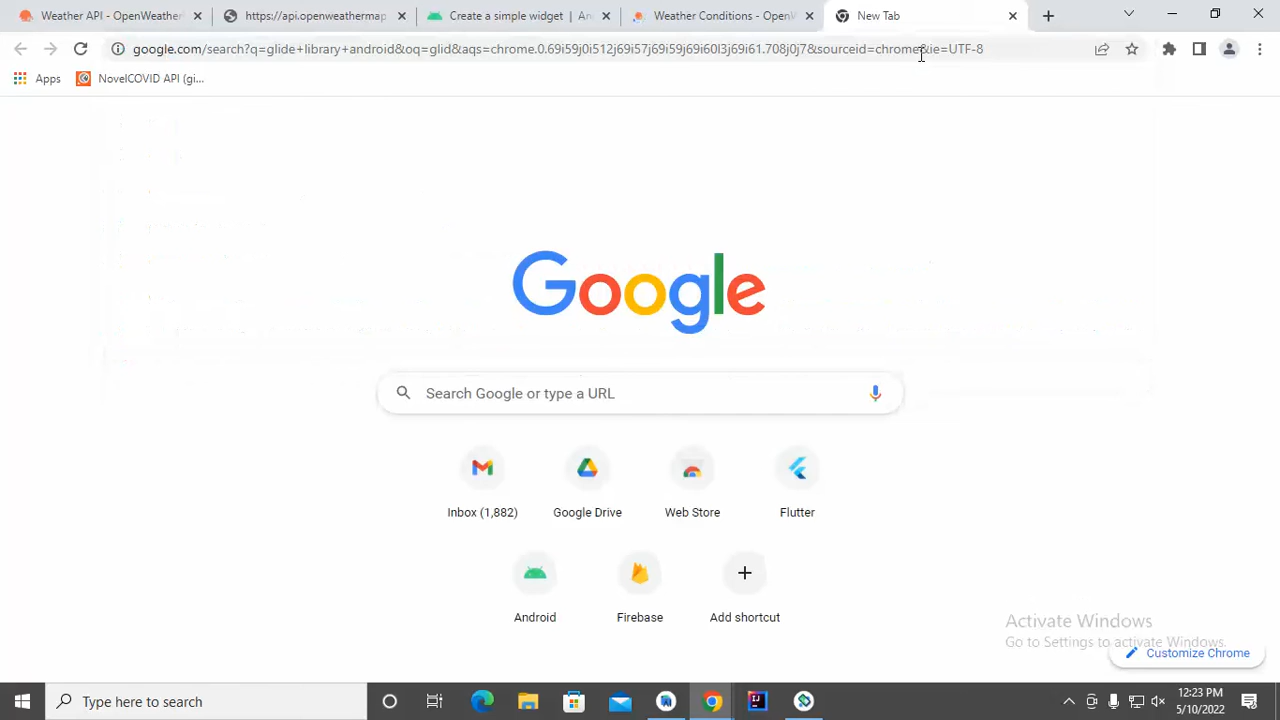 Weather API - OpenWeather
https://api.openweathermap
Create a simple widget | An
Weather Conditions - OpenW
New Tab
google.com/search?q=glide+library+android&oq=glid&aqs=chrome.0.69i59j0i512j69i57j69i59j69i60l3j69i61.708j0j7&sourceid=chrome&ie=UTF-8
Apps
NovelCOVID API (gi...
Google
Search Google or type a URL
Inbox (1,882)
Google Drive
Web Store
Flutter
Android
Firebase
Add shortcut
Activate Windows
Go to Settings to activate Windows.
Customize Chrome
Type here to search
12:23 PM
5/10/2022